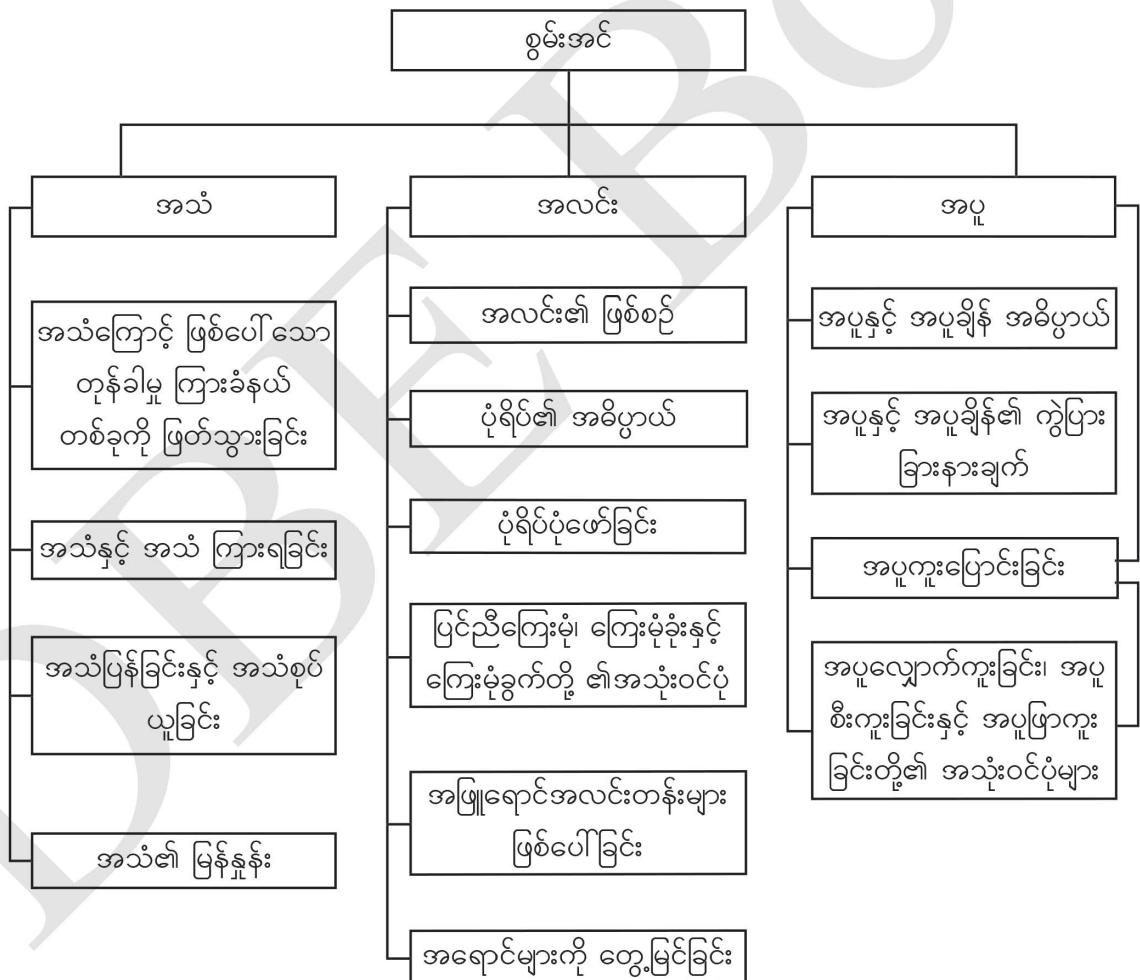 စွမ်းအင်
အသံ
အသံကြောင့် ဖြစ်ပေါ်သော
တုန်ခါမှု ကြားခံနယ်
တစ်ခုကို ဖြတ်သွားခြင်း
အသံနှင့် အသံ ကြားရခြင်း
အသံပြန်ခြင်းနှင့် အသံစုပ်
ယူခြင်း
အသံ၏ မြန်နှုန်း
အလင်း
အလင်း၏ ဖြစ်စဉ်
ပုံရိပ်၏ အဓိပ္ပာယ်
ပုံရိပ်ပုံဖော်ခြင်း
ပြင်ညီကြေးမုံ၊ ကြေးမုံခုံးနှင့်
ကြေးမုံခွက်တို့ ၏အသုံးဝင်ပုံ
အဖြူရောင်အလင်းတန်းများ
ဖြစ်ပေါ်ခြင်း
အရောင်များကို တွေ့မြင်ခြင်း
အပူ
အပူနှင့် အပူချိန် အဓိပ္ပာယ်
အပူနှင့် အပူချိန်၏ ကွဲပြား
ခြားနားချက်
အပူကူးပြောင်းခြင်း
အပူလျှောက်ကူးခြင်း၊ အပူ
စီးကူးခြင်းနှင့် အပူဖြာကူး
ခြင်းတို့၏ အသုံးဝင်ပုံများ
DBE Bo